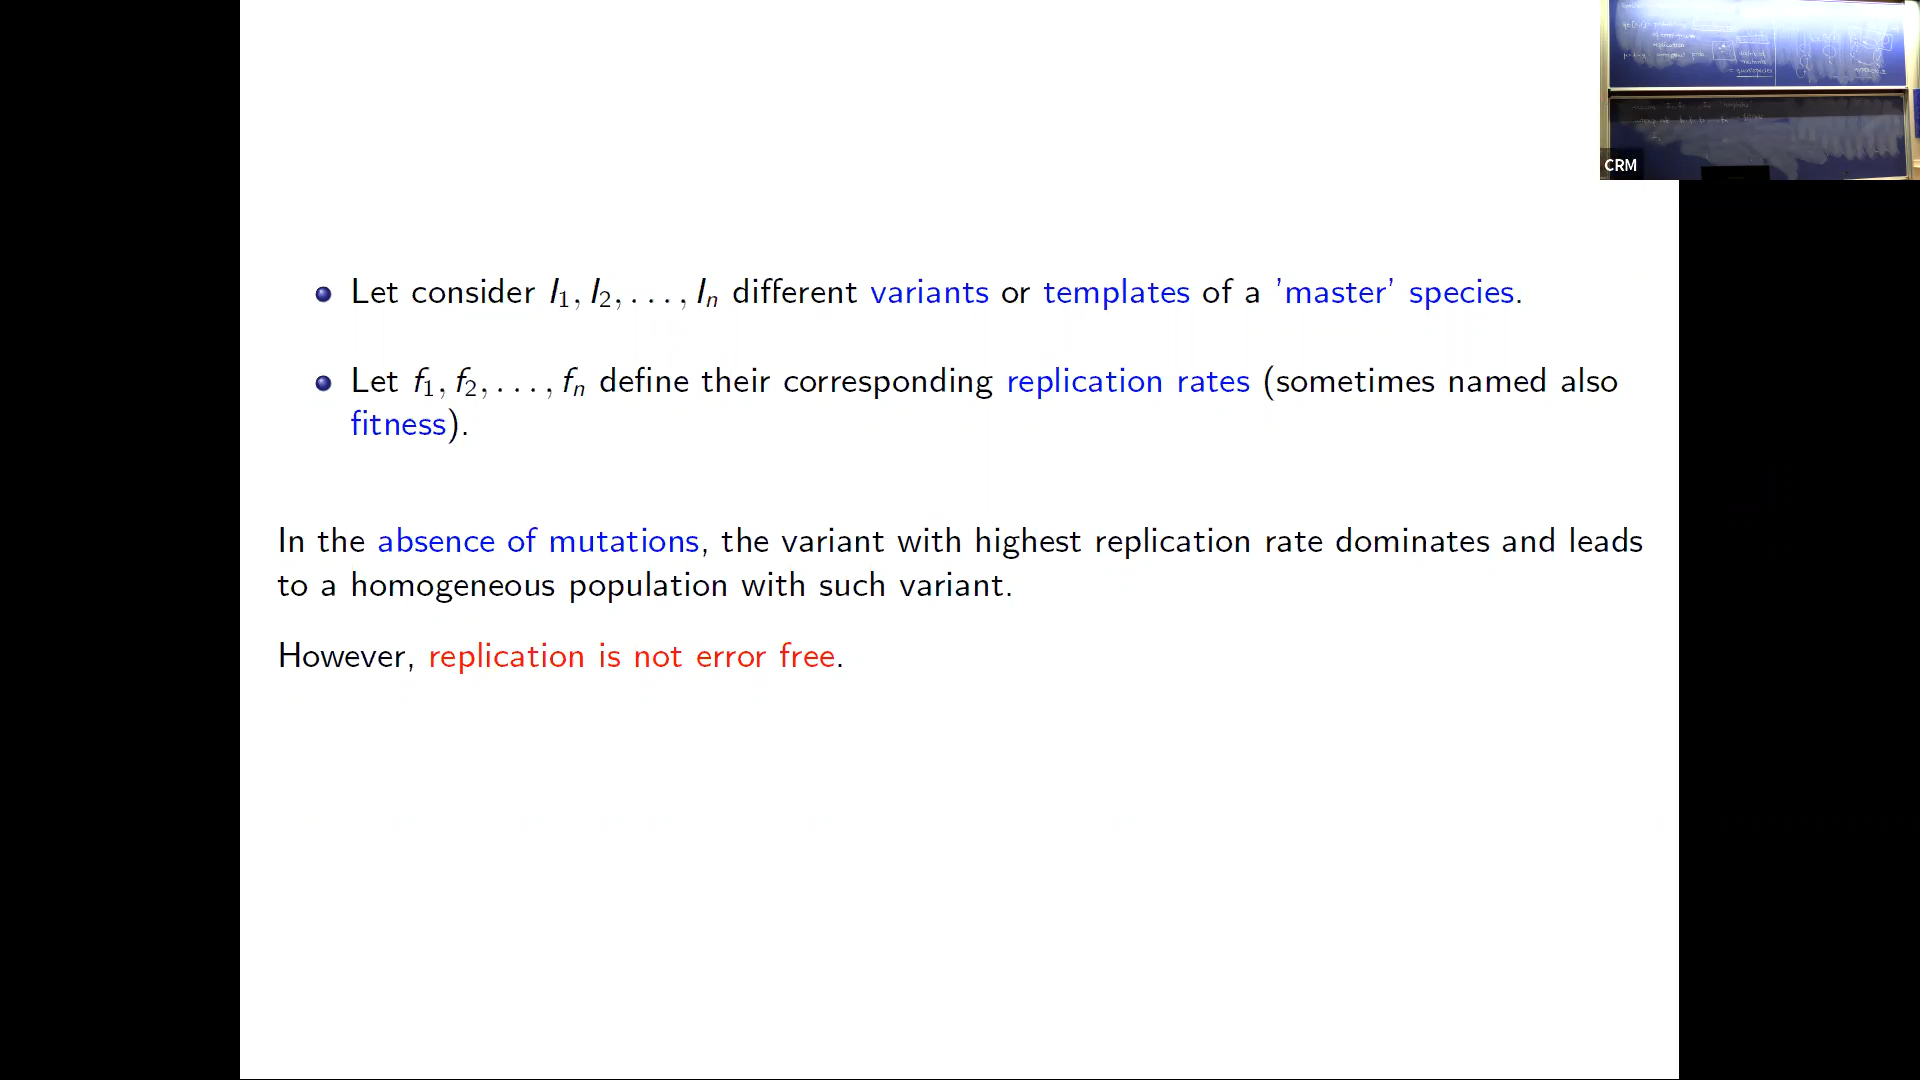 Let consider I₁, I₂, . . . , Iₙ different variants or templates of a 'master' species.
Let f₁, f₂, . . . , fₙ define their corresponding replication rates (sometimes named also
fitness).
In the absence of mutations, the variant with highest replication rate dominates and leads
to a homogeneous population with such variant.
However, replication is not error free.
CRM